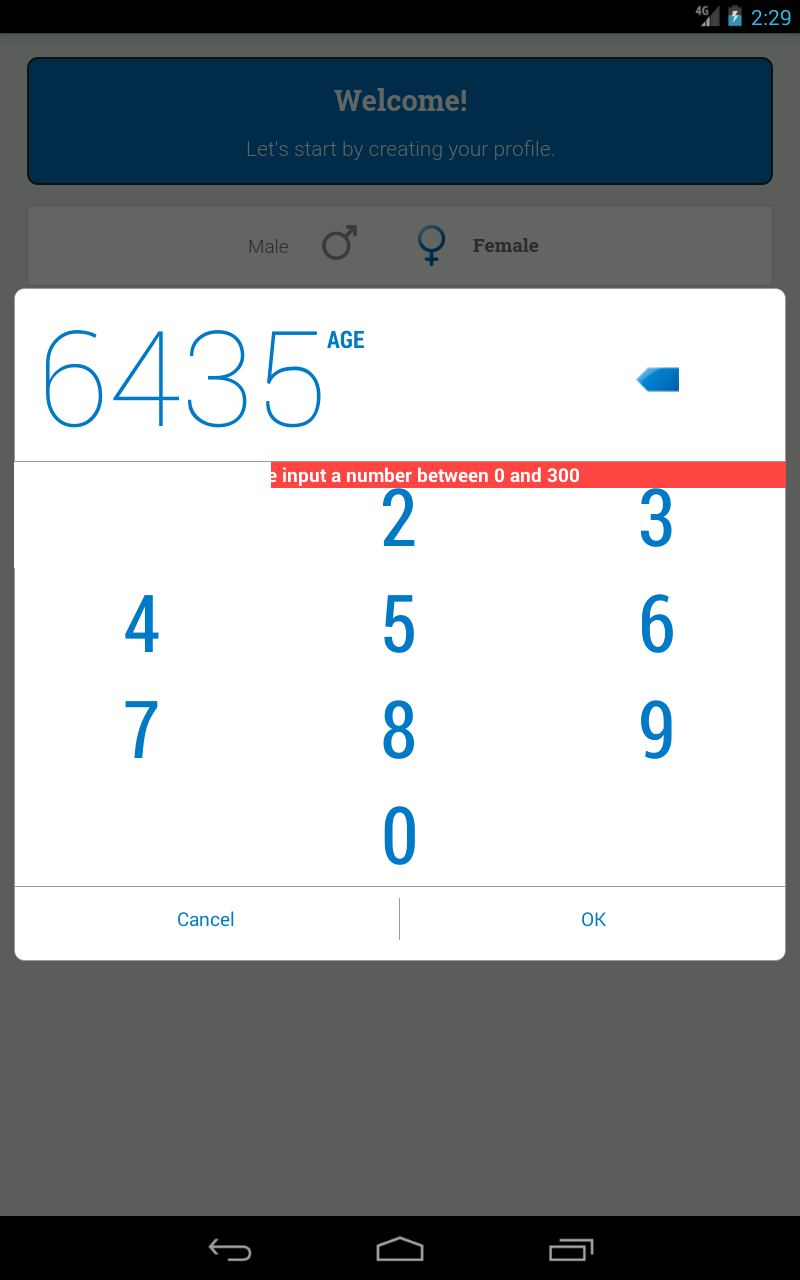 4G 2:29
Welcome!
Let's start by creating your profile.
Male Female
6435 AGE
input a number between 0 and 300
2 3
4 5 6
7 8 9
0
Cancel OK